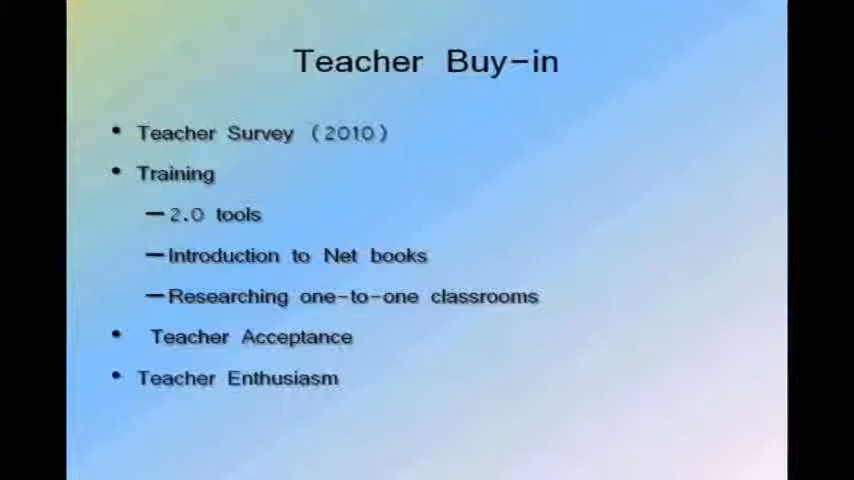 Teacher Buy-in
• Teacher Survey (2010)
• Training
—2.0 tools
—Introduction to Net books
—Researching one-to-one classrooms
• Teacher Acceptance
• Teacher Enthusiasm